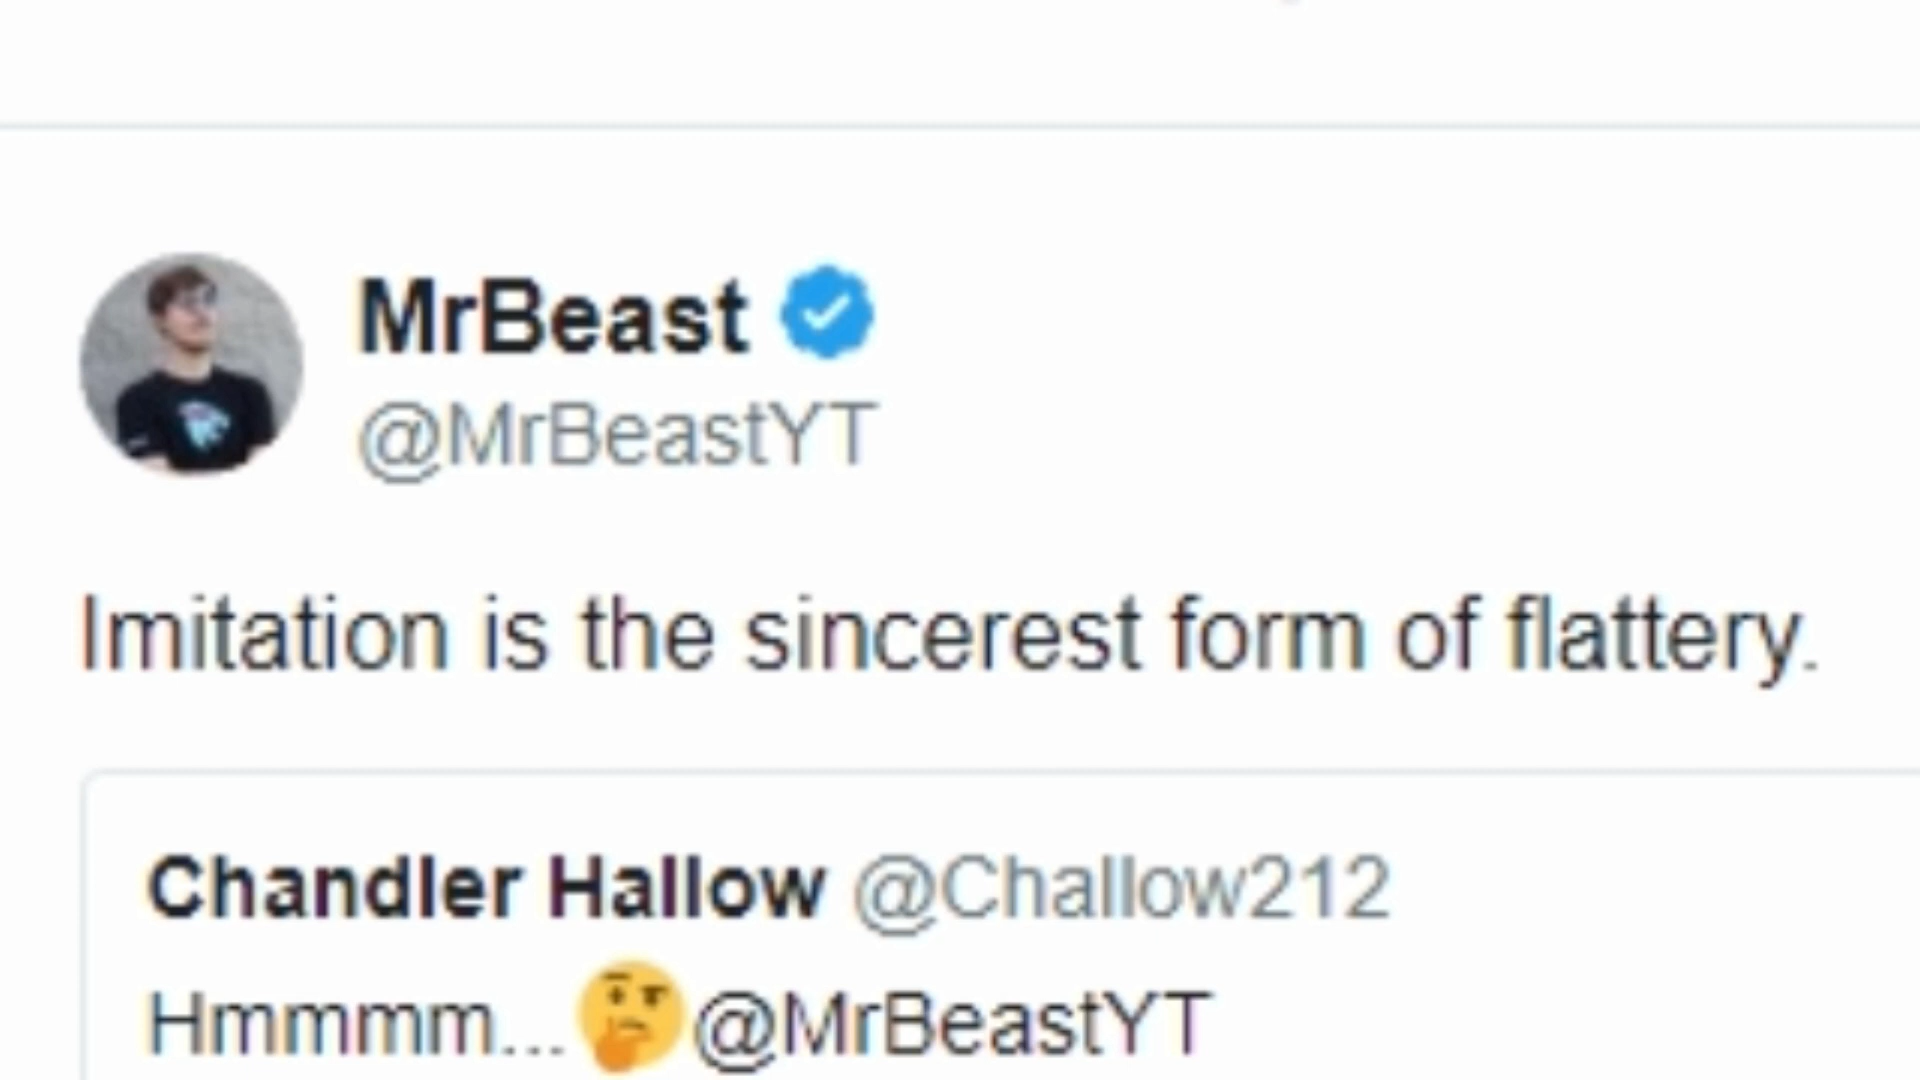 MrBeast
@MrBeastYT
Imitation is the sincerest form of flattery.
Chandler Hallow @Challow212
Hmmmm...🤔@MrBeastYT